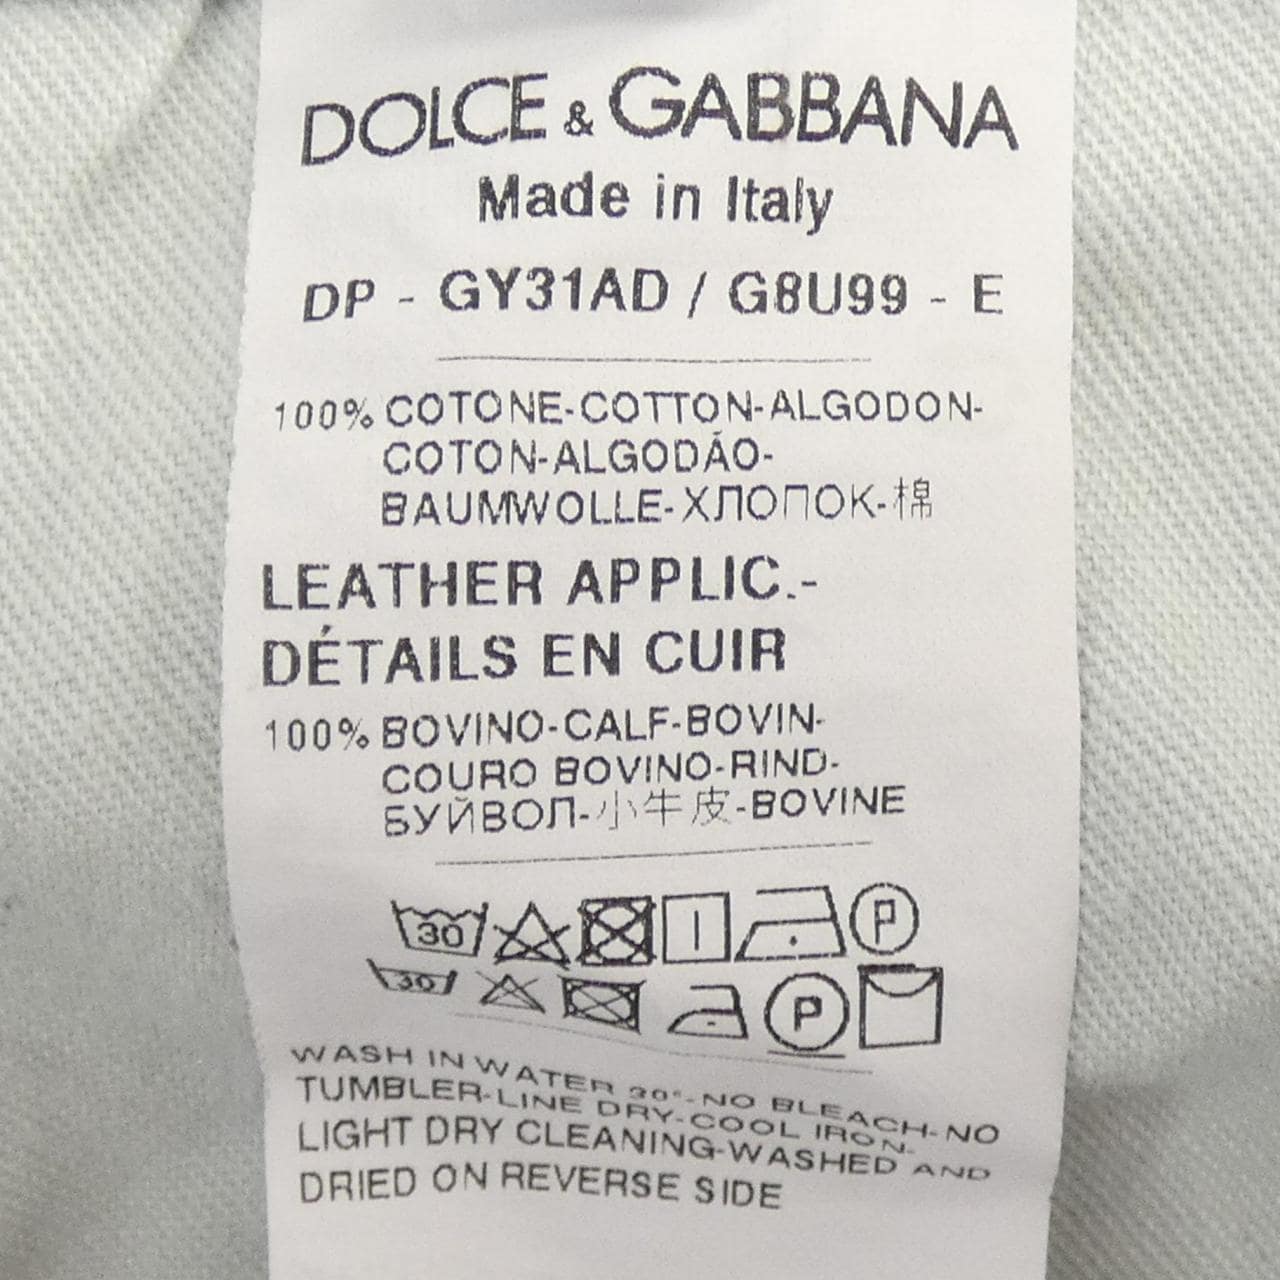 DOLCE & GABBANA
Made in Italy
DP - GY31AD / G8U99 - E
100% COTONE-COTTON-ALGODON-
COTON-ALGODÃO-
BAUMWOLLE-ХЛОПОК-棉
LEATHER APPLIC.-
DÉTAILS EN CUIR
100% BOVINO-CALF-BOVIN-
COURO BOVINO-RIND-
БУЙВОЛ-小牛皮-BOVINE
30 P
30 P
WASH IN WATER 30°-NO BLEACH-NO
TUMBLER-LINE DRY-COOL IRON-
LIGHT DRY CLEANING-WASHED AND
DRIED ON REVERSE SIDE